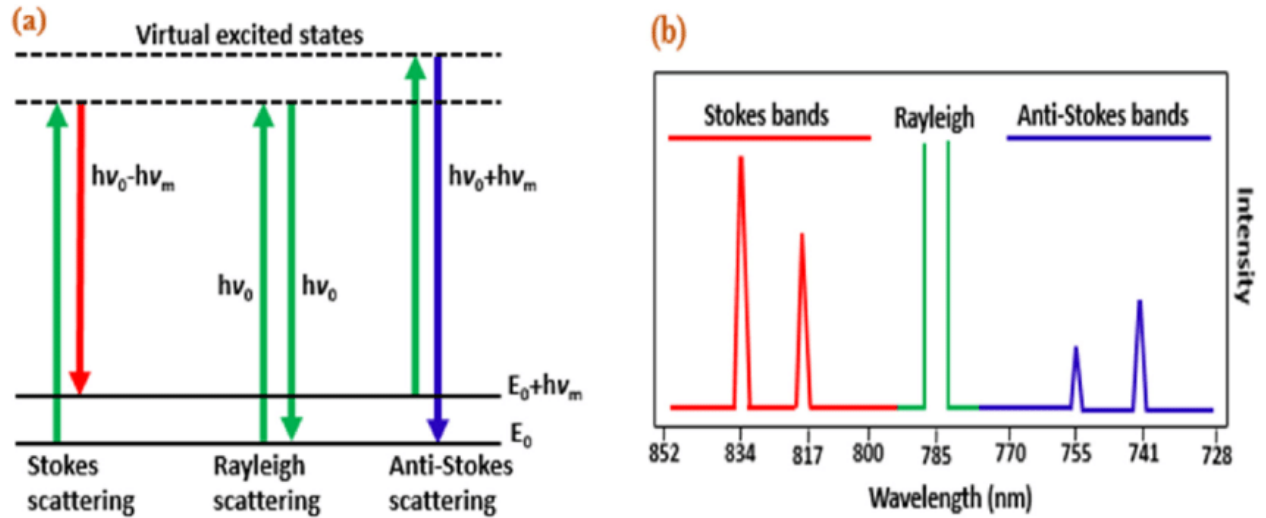 (a)
Virtual excited states
hν₀-hνₘ
hν₀
hν₀
hν₀+hνₘ
E₀+hνₘ
E₀
Stokes
scattering
Rayleigh
scattering
Anti-Stokes
scattering
(b)
Stokes bands
Rayleigh
Anti-Stokes bands
Intensity
852 834 817 800 785 770 755 741 728
Wavelength (nm)